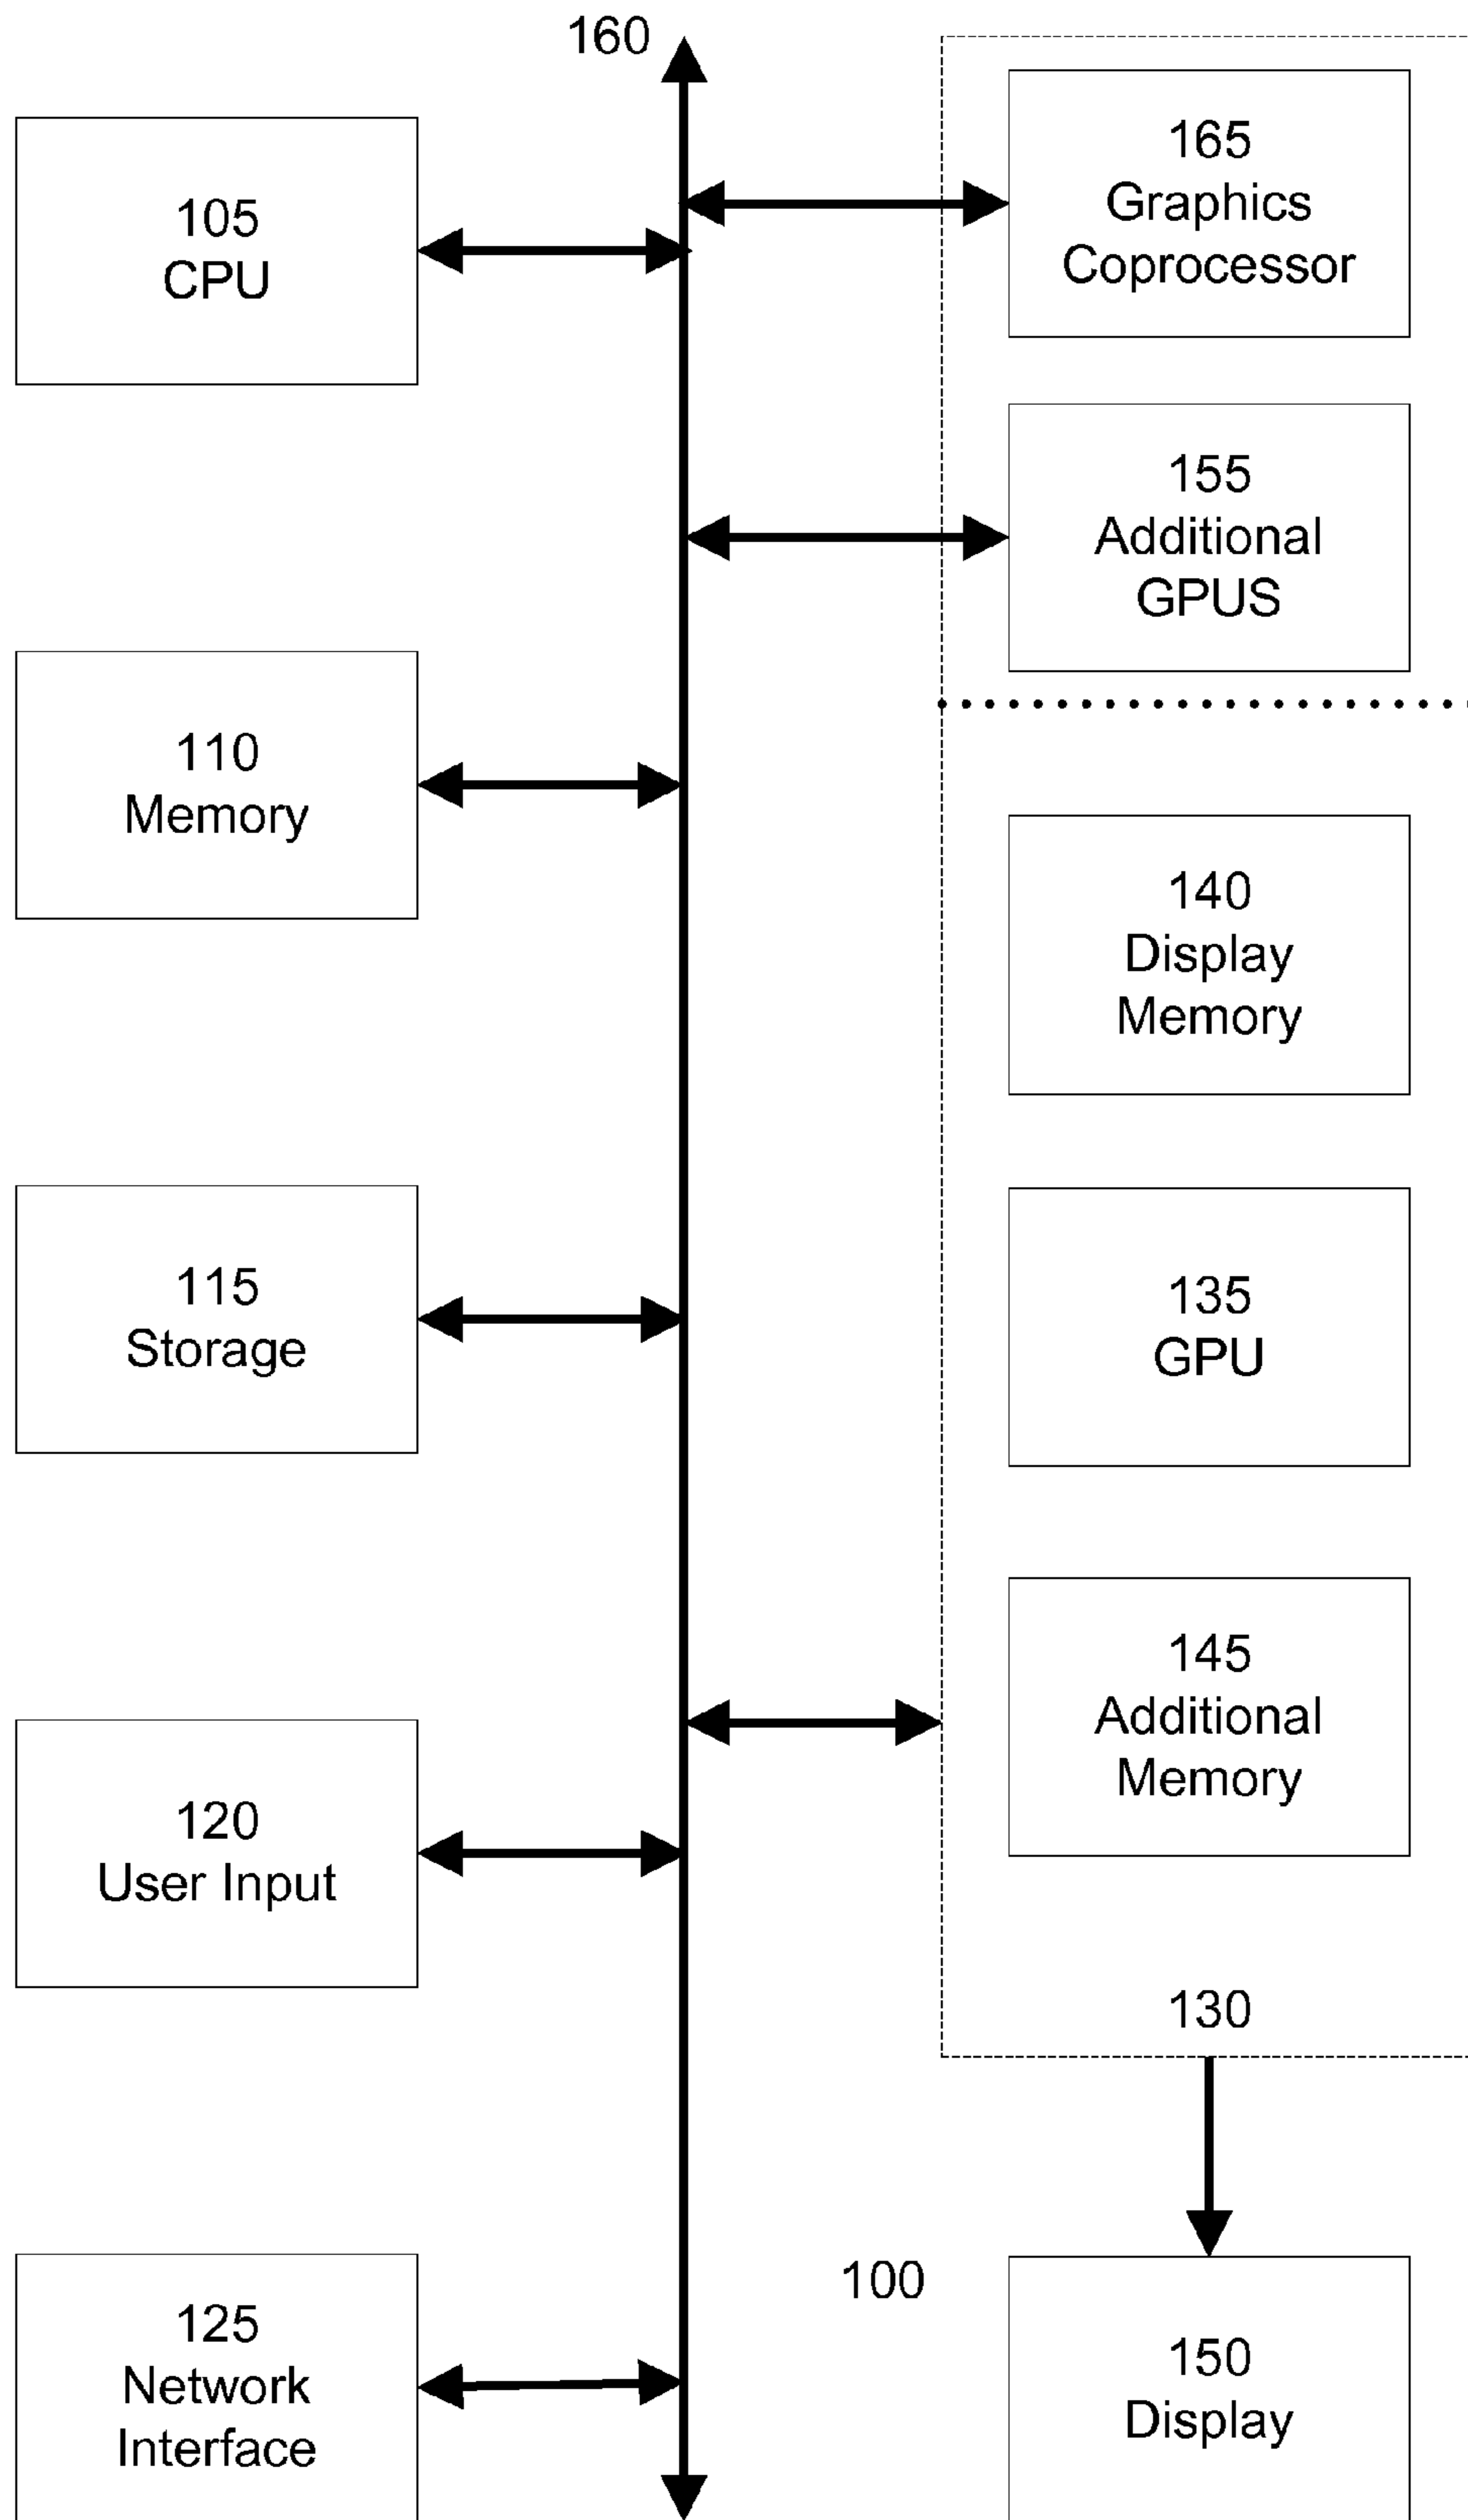 160
105
CPU
110
Memory
115
Storage
120
User Input
125
Network
Interface
165
Graphics
Coprocessor
155
Additional
GPUS
140
Display
Memory
135
GPU
145
Additional
Memory
130
100
150
Display